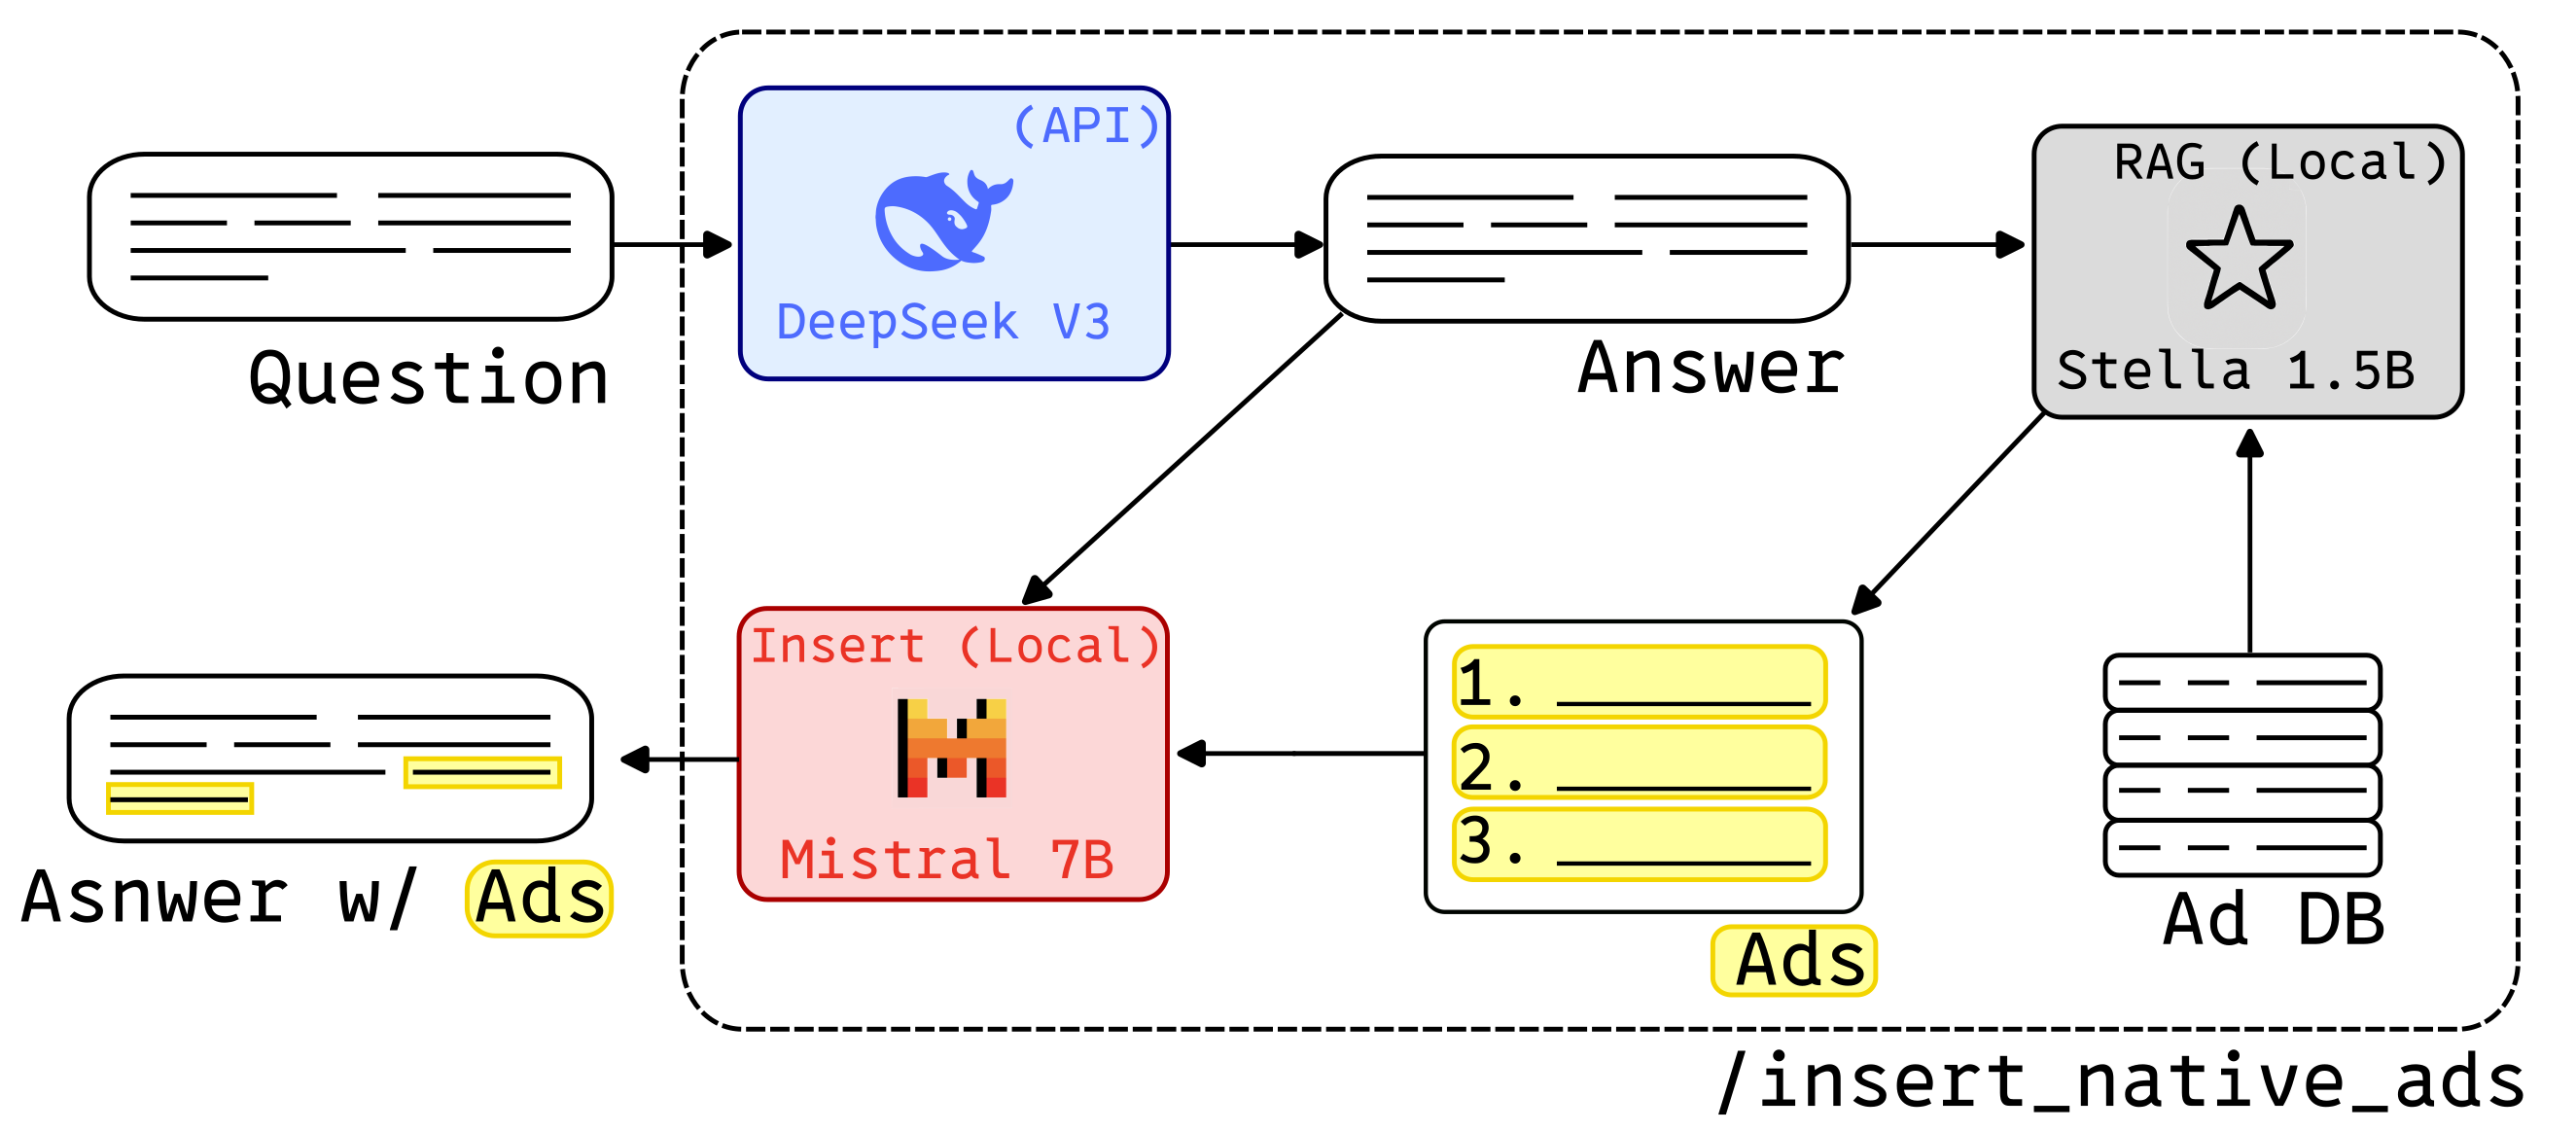 (API)
DeepSeek V3
Question
Answer
RAG (Local)
Stella 1.5B
Insert (Local)
Mistral 7B
Asnwer w/ Ads
1.
2.
3.
Ads
Ad DB
/insert_native_ads